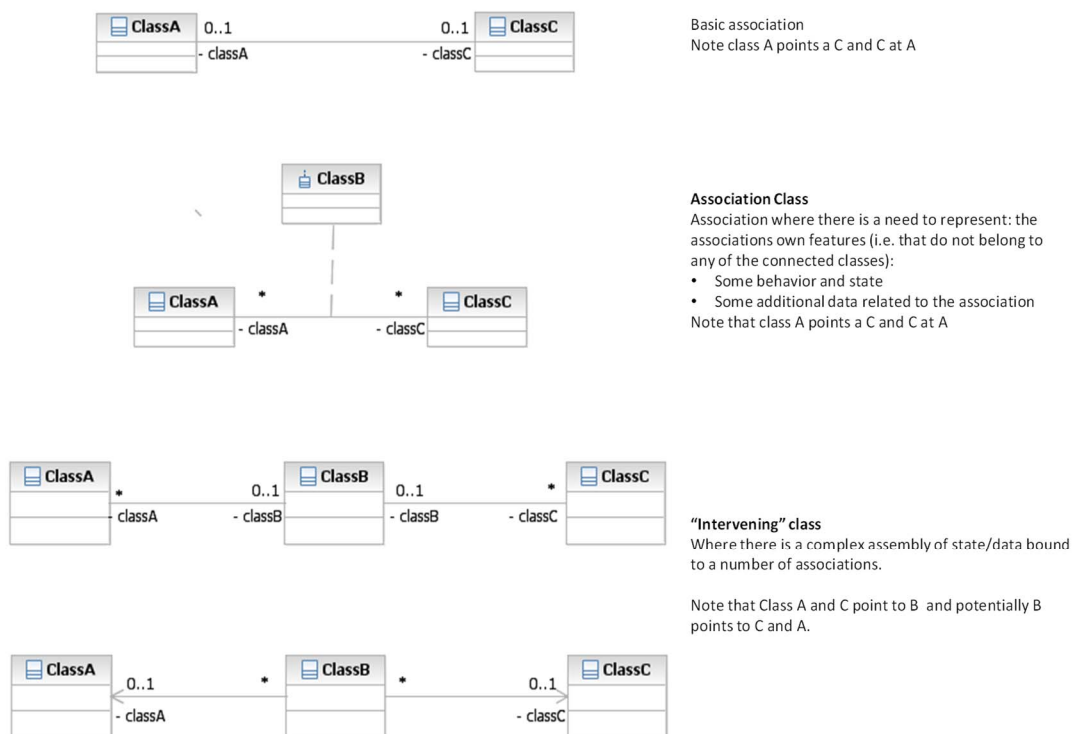 ClassA 0..1 0..1 ClassC
- classA - classC
Basic association
Note class A points a C and C at A
ClassB
ClassA * * ClassC
- classA - classC
Association Class
Association where there is a need to represent: the
associations own features (i.e. that do not belong to
any of the connected classes):
• Some behavior and state
• Some additional data related to the association
Note that class A points a C and C at A
ClassA * 0..1 ClassB 0..1 * ClassC
- classA - classB - classB - classC
“Intervening” class
Where there is a complex assembly of state/data bound
to a number of associations.
Note that Class A and C point to B and potentially B
points to C and A.
ClassA 0..1 * ClassB * 0..1 ClassC
- classA - classC